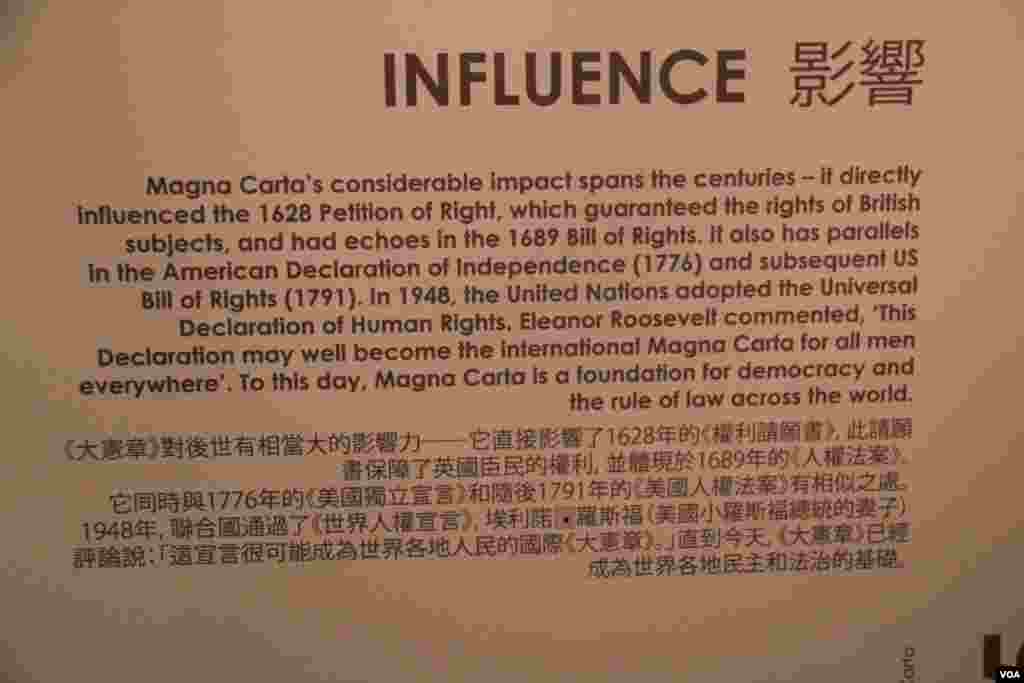 INFLUENCE 影響
Magna Carta's considerable impact spans the centuries – it directly
influenced the 1628 Petition of Right, which guaranteed the rights of British
subjects, and had echoes in the 1689 Bill of Rights. It also has parallels
in the American Declaration of Independence (1776) and subsequent US
Bill of Rights (1791). In 1948, the United Nations adopted the Universal
Declaration of Human Rights. Eleanor Roosevelt commented, 'This
Declaration may well become the international Magna Carta for all men
everywhere'. To this day, Magna Carta is a foundation for democracy and
the rule of law across the world.
《大憲章》對後世有相當大的影響力——它直接影響了1628年的《權利請願書》, 此請願
書保障了英國臣民的權利, 並體現於1689年的《人權法案》。
它同時與1776年的《美國獨立宣言》和隨後1791年的《美國人權法案》有相似之處。
1948年, 聯合國通過了《世界人權宣言》, 埃利諾•羅斯福（美國小羅斯福總統的妻子）
評論說:「這宣言很可能成為世界各地人民的國際《大憲章》。」直到今天,《大憲章》已經
成為世界各地民主和法治的基礎。
Carta
VOA